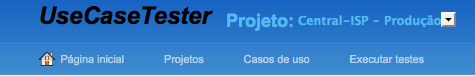 UseCaseTester Projeto: Central-ISP - Produção
Página inicial Projetos Casos de uso Executar testes